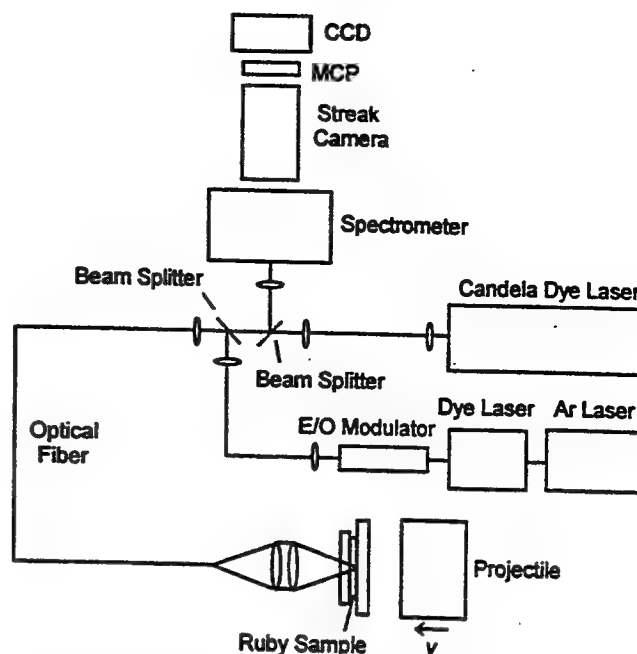 CCD
MCP
Streak
Camera
Spectrometer
Beam Splitter
Candela Dye Laser
Beam Splitter
Dye Laser
Ar Laser
E/O Modulator
Optical
Fiber
Projectile
Ruby Sample
v